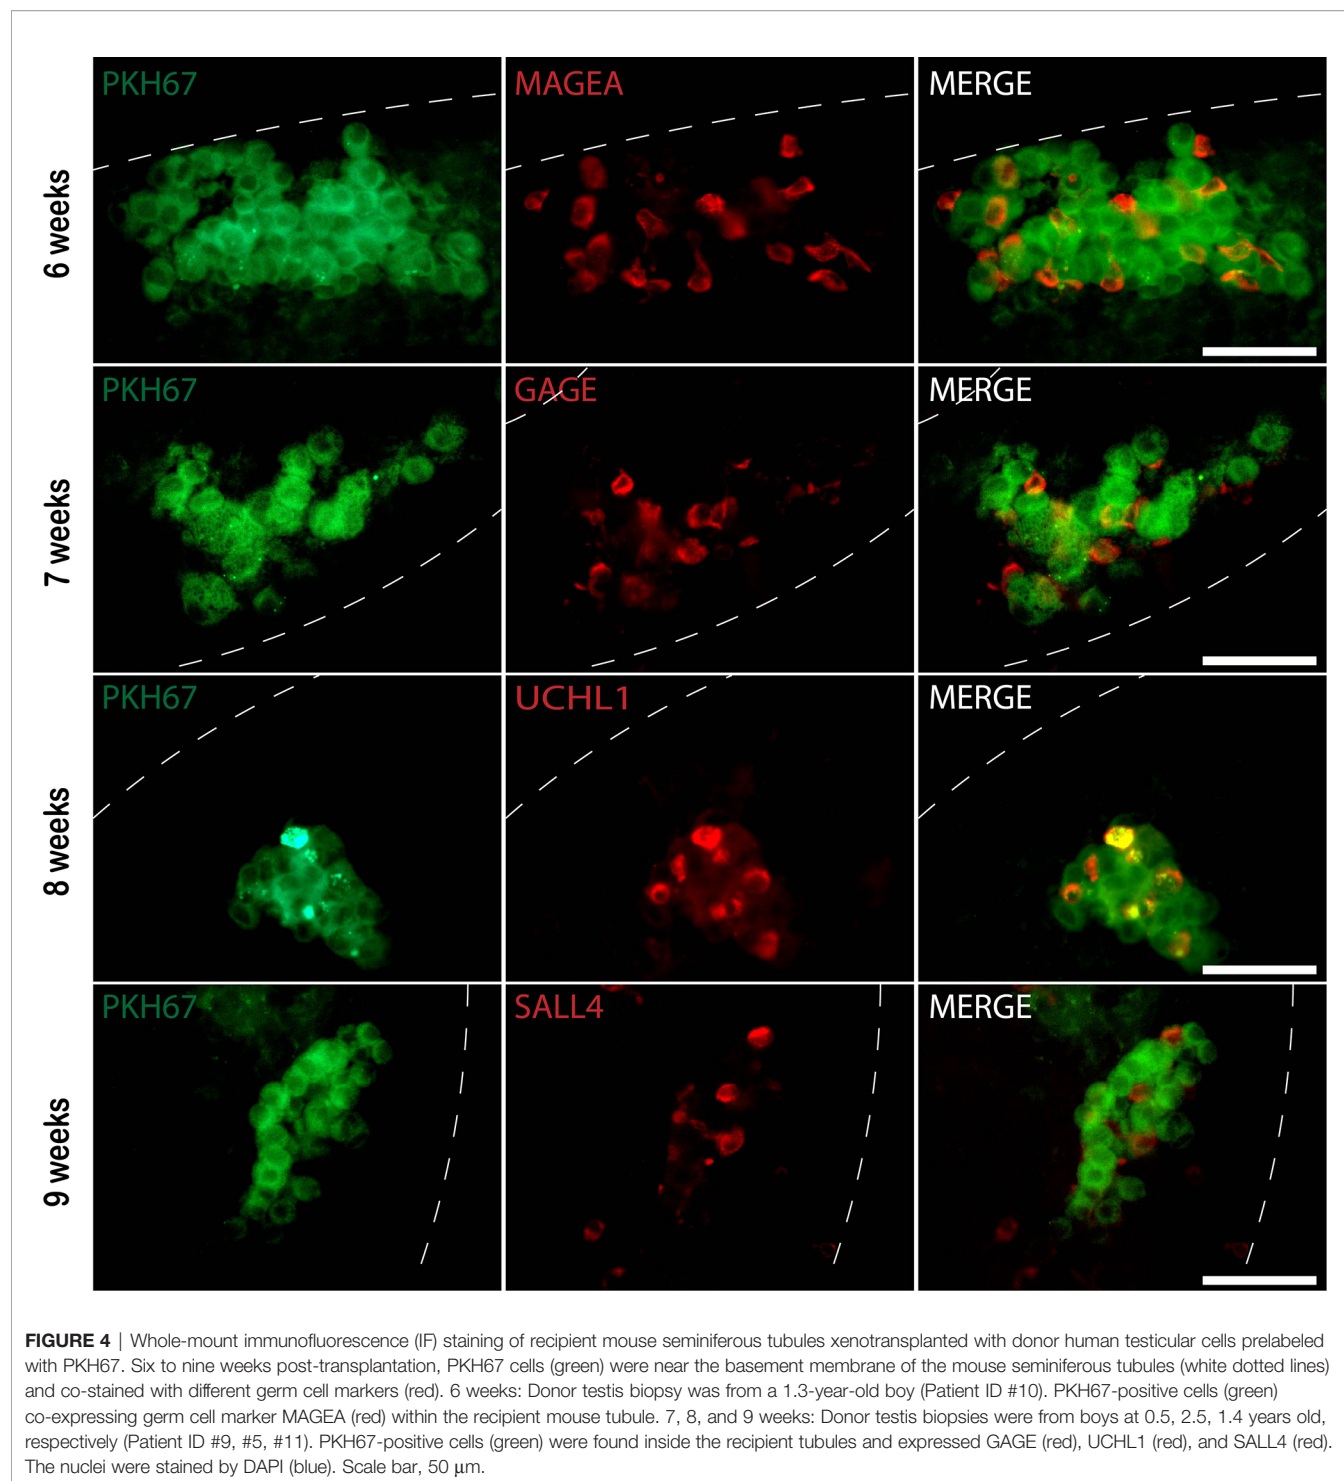 PKH67 MAGEA MERGE
6 weeks
PKH67 GAGE MERGE
7 weeks
PKH67 UCHL1 MERGE
8 weeks
PKH67 SALL4 MERGE
9 weeks
FIGURE 4 | Whole-mount immunofluorescence (IF) staining of recipient mouse seminiferous tubules xenotransplanted with donor human testicular cells prelabeled
with PKH67. Six to nine weeks post-transplantation, PKH67 cells (green) were near the basement membrane of the mouse seminiferous tubules (white dotted lines)
and co-stained with different germ cell markers (red). 6 weeks: Donor testis biopsy was from a 1.3-year-old boy (Patient ID #10). PKH67-positive cells (green)
co-expressing germ cell marker MAGEA (red) within the recipient mouse tubule. 7, 8, and 9 weeks: Donor testis biopsies were from boys at 0.5, 2.5, 1.4 years old,
respectively (Patient ID #9, #5, #11). PKH67-positive cells (green) were found inside the recipient tubules and expressed GAGE (red), UCHL1 (red), and SALL4 (red).
The nuclei were stained by DAPI (blue). Scale bar, 50 μm.